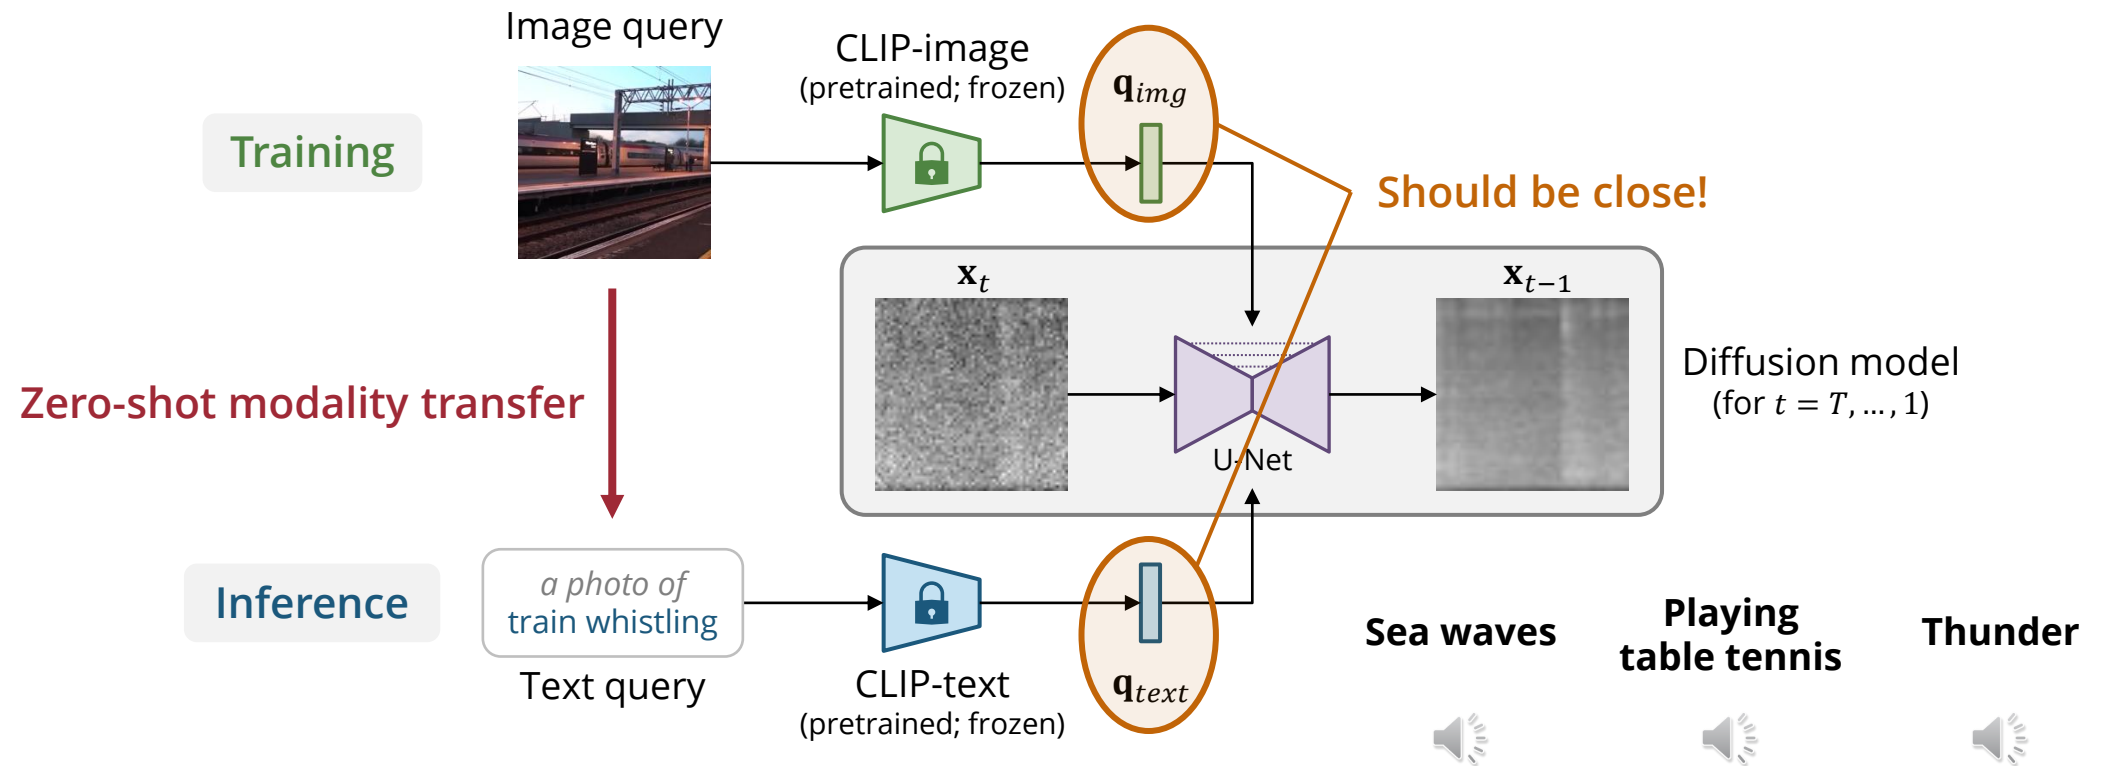 Image query
CLIP-image
(pretrained; frozen)
q_img
Training
Should be close!
x_t
x_{t−1}
Zero-shot modality transfer
Diffusion model
(for t = T, ... , 1)
U-Net
Inference
a photo of
train whistling
Text query
CLIP-text
(pretrained; frozen)
q_text
Sea waves
Playing
table tennis
Thunder